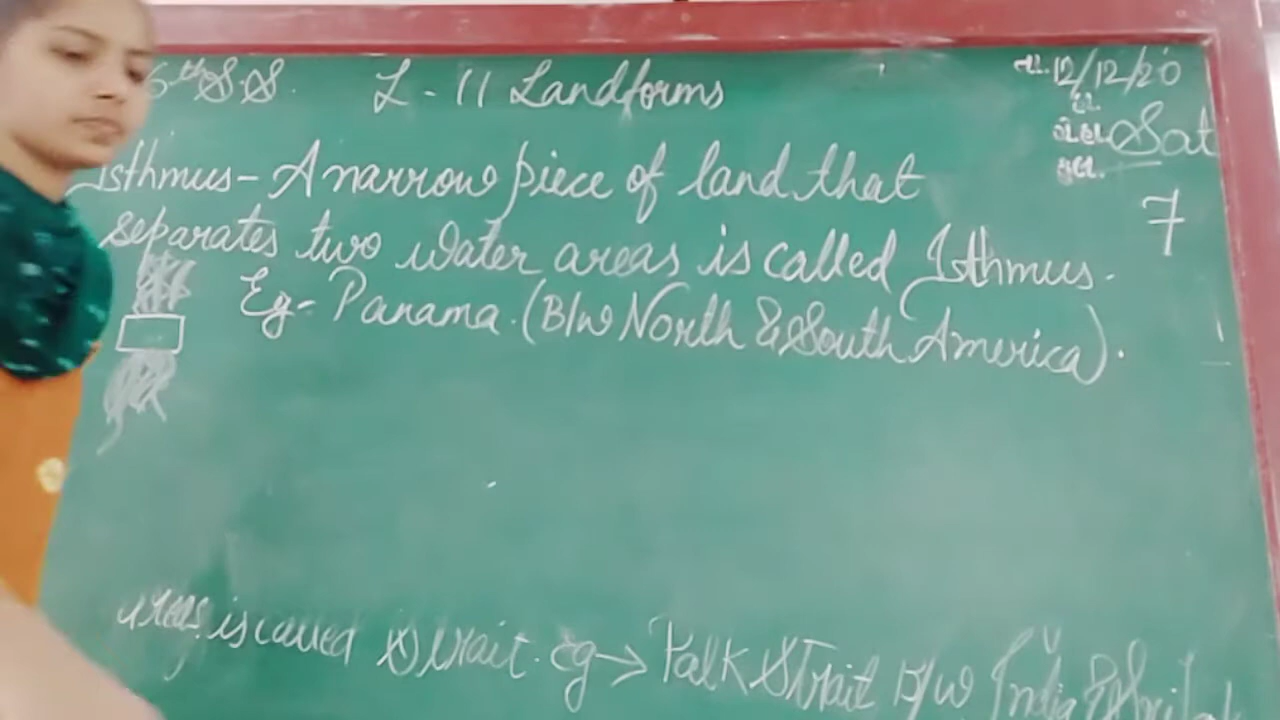 6th S.S. L - 11 Landforms
તા. 12/12/20
Sat
7
Isthmus - A narrow piece of land that
separates two water areas is called Isthmus.
Eg - Panama. (B/w North & South America).
areas is called Strait. eg → Palk Strait B/w India &